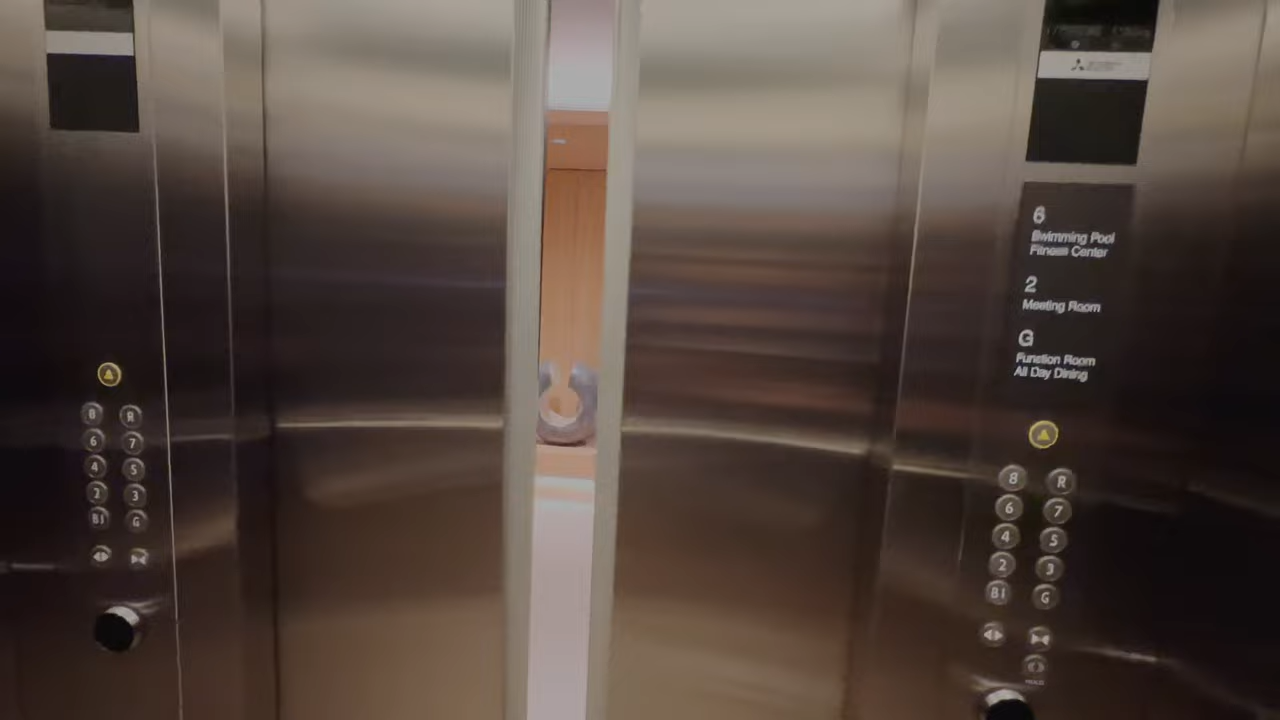 6
Swimming Pool
Fitness Center
2
Meeting Room
G
Function Room
All Day Dining
8 R
6 7
4 5
2 3
B1 G
8 R
6 7
4 5
2 3
B1 G